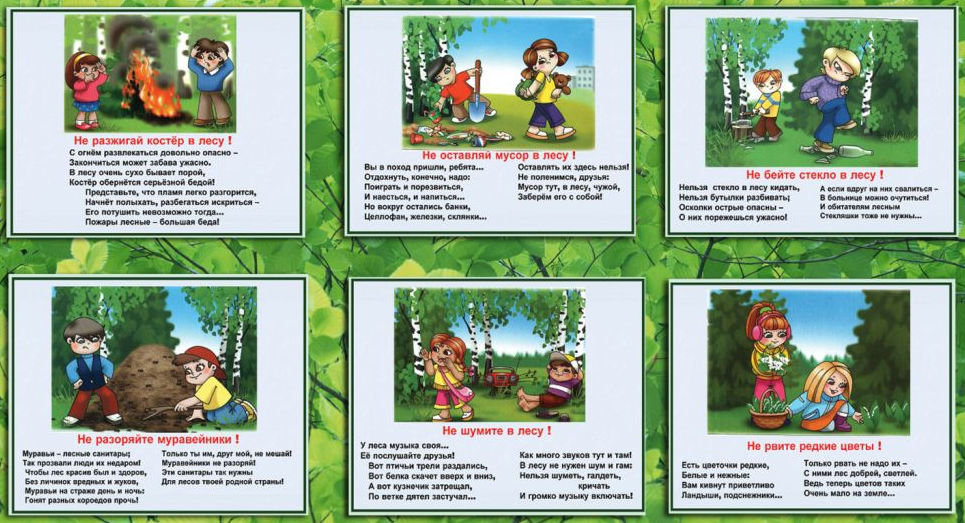 Не разжигай костёр в лесу !
С огнём развлекаться довольно опасно –
Закончиться может забава ужасно.
В лесу очень сухо бывает порой,
Костёр обернётся серьёзной бедой!
Представьте, что пламя легко разгорится,
Начнёт полыхать, разбегаться искриться –
Его потушить невозможно тогда...
Пожары лесные – большая беда!
Не оставляй мусор в лесу !
Вы в поход пришли, ребята...
Отдохнуть, конечно, надо:
Поиграть и порезвиться,
И наесться, и напиться...
Но вокруг остались банки,
Целлофан, железки, склянки...
Оставлять их здесь нельзя!
Не поленимся, друзья:
Мусор тут, в лесу, чужой,
Заберём его с собой!
Не бейте стекло в лесу !
Нельзя стекло в лесу кидать,
Нельзя бутылки разбивать;
Осколки острые опасны –
О них порежешься ужасно!
А если вдруг на них свалиться –
В больнице можно очутиться!
И обитателям лесным
Стекляшки тоже не нужны...
Не разоряйте муравейники !
Муравьи – лесные санитары;
Так прозвали люди их недаром!
Чтобы лес красив был и здоров,
Без личинок вредных и жуков,
Муравьи на страже день и ночь:
Гонят разных короедов прочь!
Только ты им, друг мой, не мешай!
Муравейники не разоряй!
Эти санитары так нужны
Для лесов твоей родной страны!
Не шумите в лесу !
У леса музыка своя...
Её послушайте друзья!
Вот птичьи трели раздались,
Вот белка скачет вверх и вниз,
А вот кузнечик затрещал,
По ветке дятел застучал...
Как много звуков тут и там!
В лесу не нужен шум и гам:
Нельзя шуметь, галдеть,
кричать
И громко музыку включать!
Не рвите редкие цветы !
Есть цветочки редкие,
Белые и нежные:
Вам кивнут приветливо
Ландыши, подснежники...
Только рвать не надо их –
С ними лес добрей, светлей.
Ведь теперь цветов таких
Очень мало на земле...